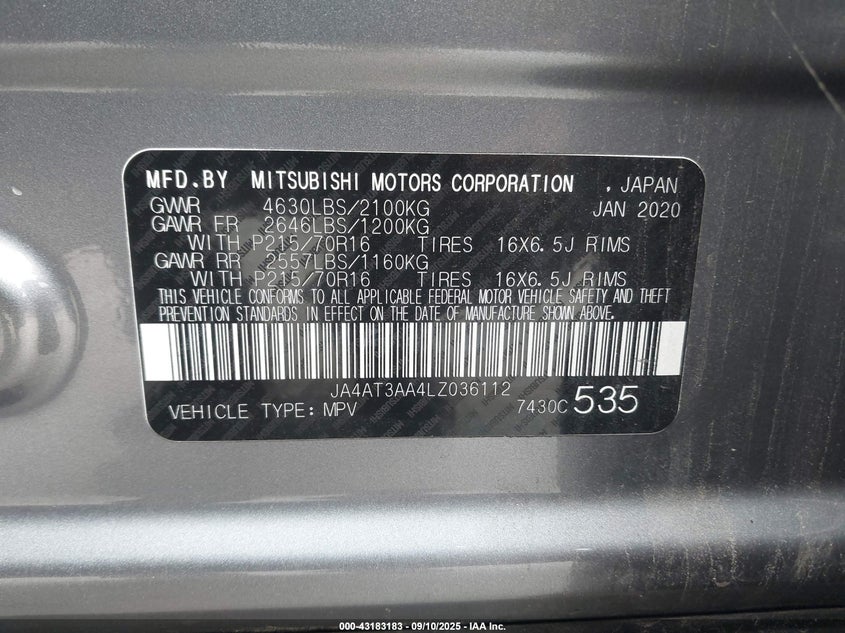 MFD.BY MITSUBISHI MOTORS CORPORATION , JAPAN
GVWR 4630LBS/2100KG JAN 2020
GAWR FR 2646LBS/1200KG
WITH P215/70R16 TIRES 16X6.5J RIMS
GAWR RR 2557LBS/1160KG
WITH P215/70R16 TIRES 16X6.5J RIMS
THIS VEHICLE CONFORMS TO ALL APPLICABLE FEDERAL MOTOR VEHICLE SAFETY AND THEFT
PREVENTION STANDARDS IN EFFECT ON THE DATE OF MANUFACTURE SHOWN ABOVE.
JA4AT3AA4LZ036112
VEHICLE TYPE: MPV 7430C 535
000-43183183 - 09/10/2025 - IAA Inc.